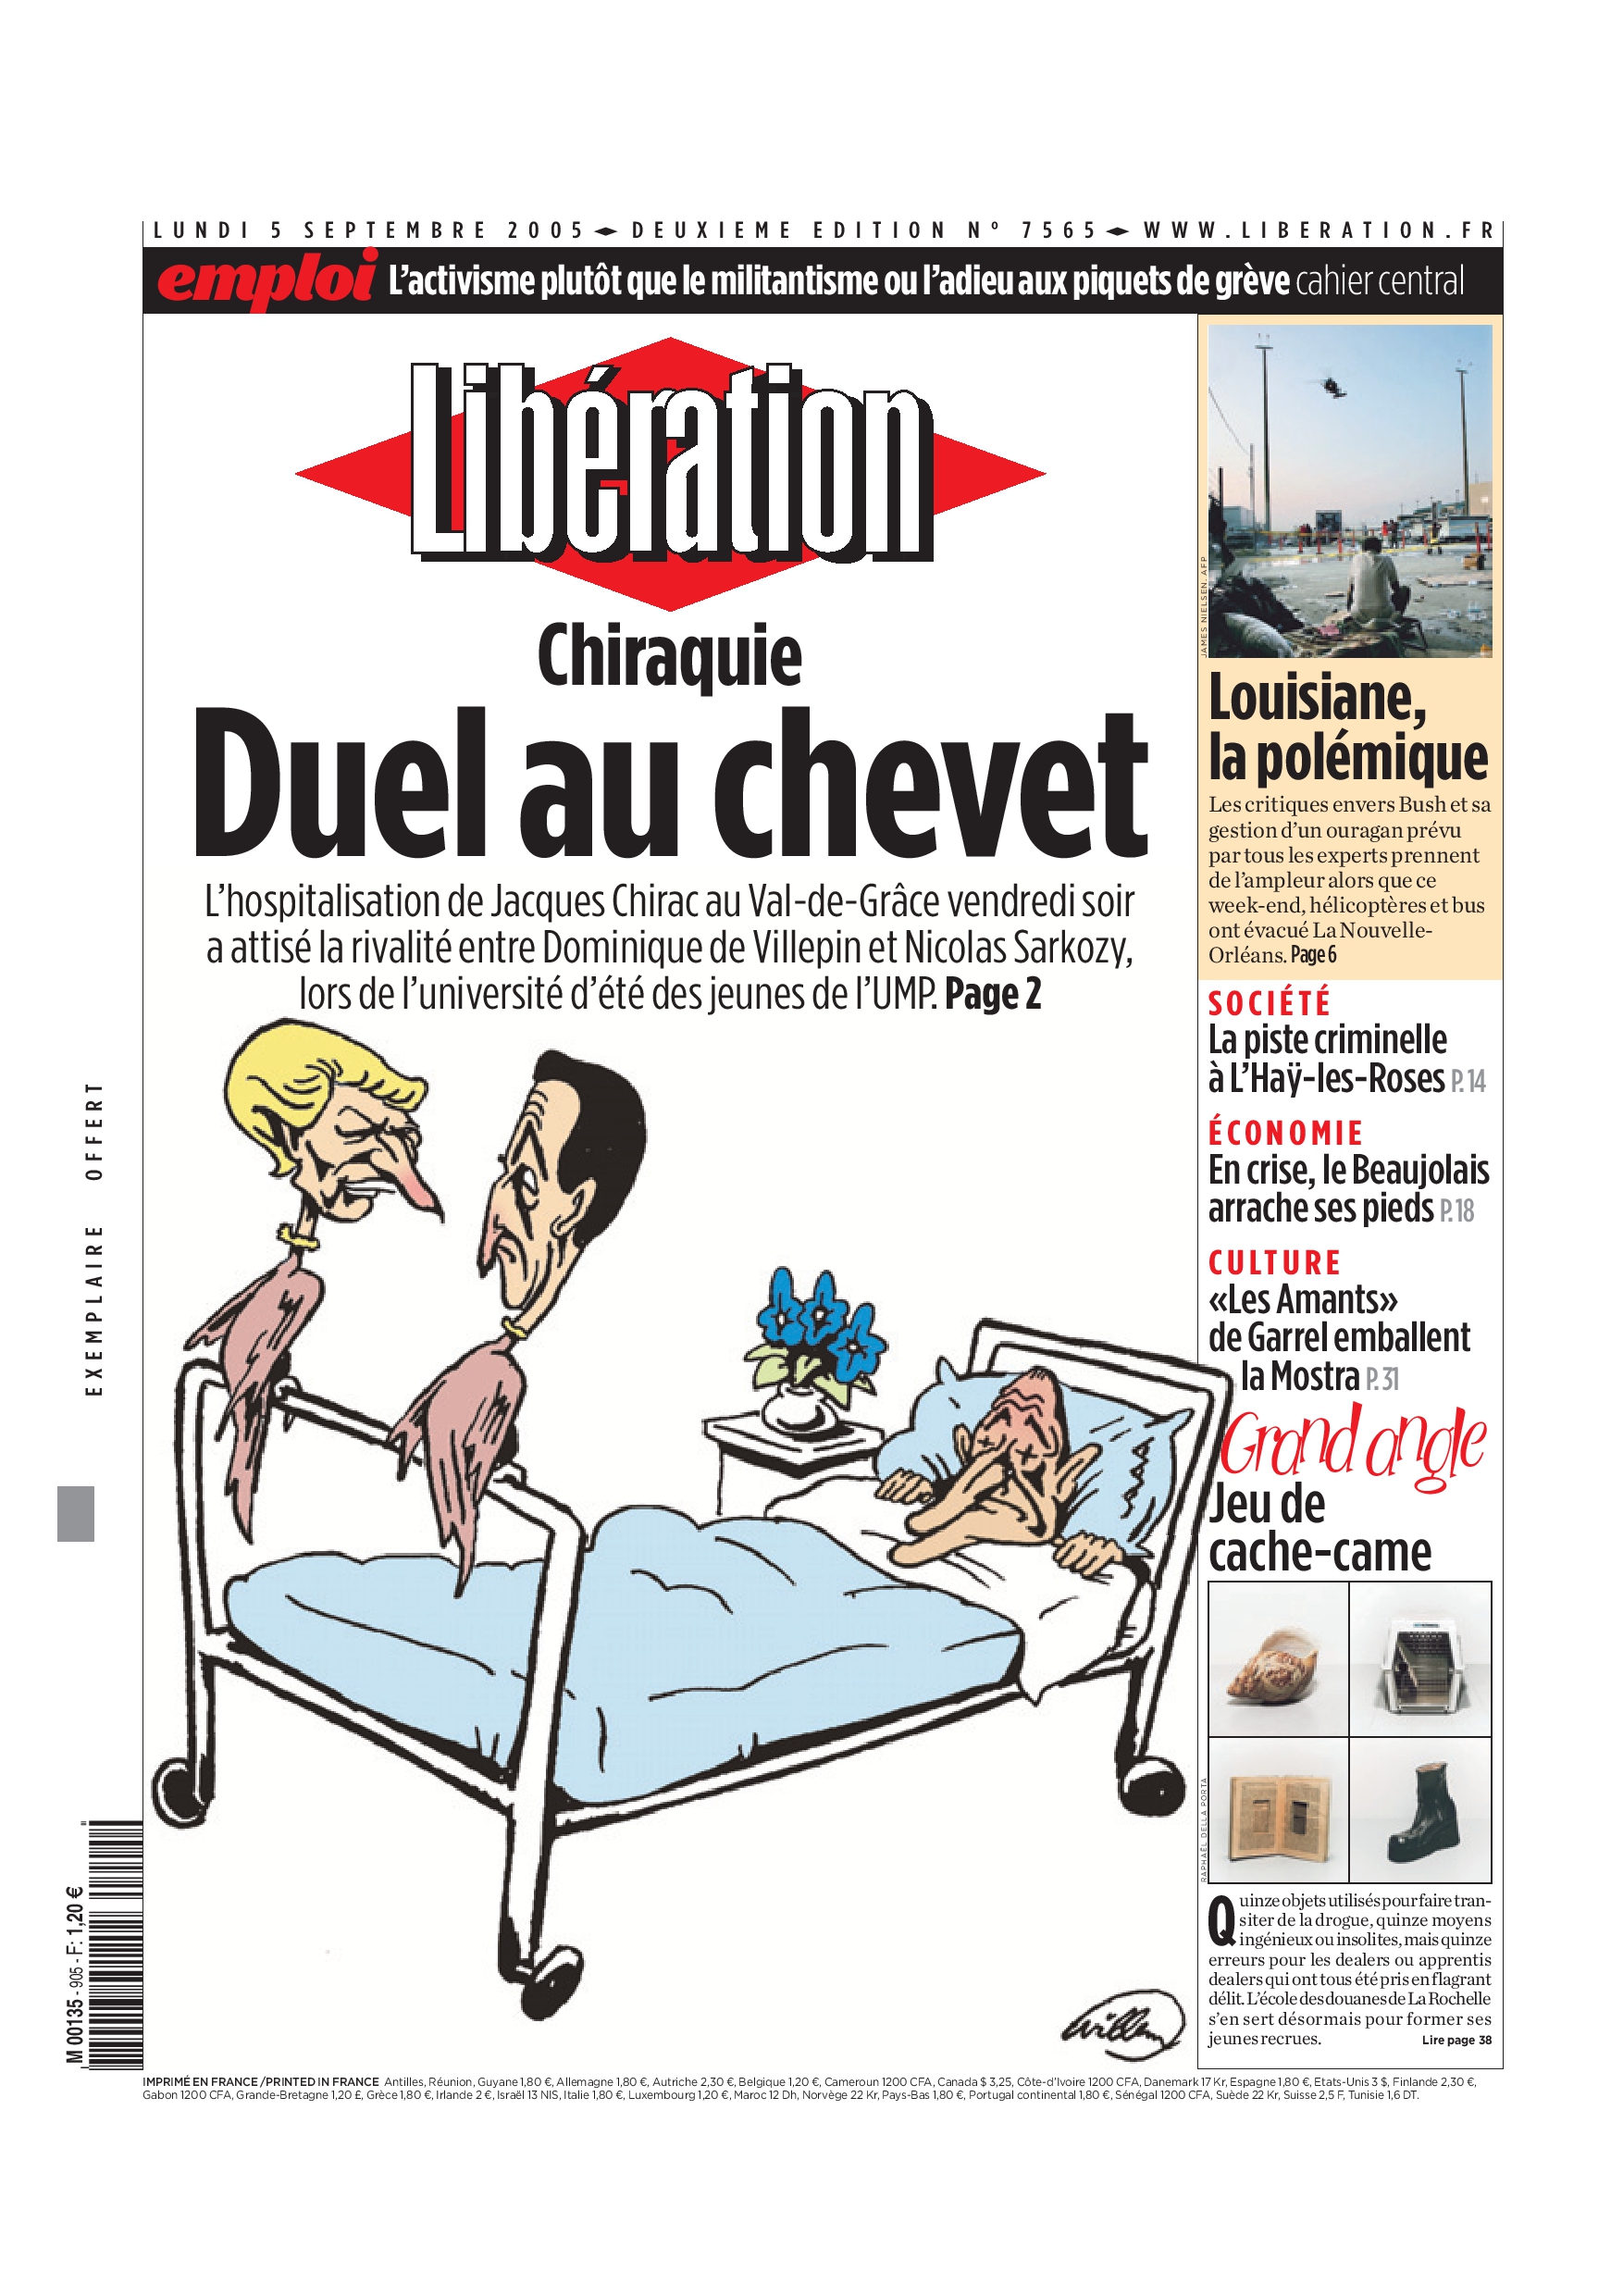 LUNDI 5 SEPTEMBRE 2005 DEUXIEME EDITION Nº 7565 WWW.LIBERATION.FR
emploi L’activisme plutôt que le militantisme ou l’adieu aux piquets de grève cahier central
Libération
Chiraquie
Duel au chevet
L’hospitalisation de Jacques Chirac au Val-de-Grâce vendredi soir
a attisé la rivalité entre Dominique de Villepin et Nicolas Sarkozy,
lors de l’université d’été des jeunes de l’UMP. Page 2
Willem
JAMES NIELSEN. AFP
Louisiane,
la polémique
Les critiques envers Bush et sa
gestion d’un ouragan prévu
par tous les experts prennent
de l’ampleur alors que ce
week-end, hélicoptères et bus
ont évacué La Nouvelle-
Orléans. Page 6
SOCIÉTÉ
La piste criminelle
à L’Haÿ-les-Roses P. 14
ÉCONOMIE
En crise, le Beaujolais
arrache ses pieds P. 18
CULTURE
«Les Amants»
de Garrel emballent
la Mostra P. 31
Grand angle
Jeu de
cache-came
RAPHAËL DELLA PORTA
Quinze objets utilisés pour faire tran-
siter de la drogue, quinze moyens
ingénieux ou insolites, mais quinze
erreurs pour les dealers ou apprentis
dealers qui ont tous été pris en flagrant
délit. L’école des douanes de La Rochelle
s’en sert désormais pour former ses
jeunes recrues. Lire page 38
EXEMPLAIRE OFFERT
M 00135 - 905 - F: 1,20 €
IMPRIMÉ EN FRANCE /PRINTED IN FRANCE Antilles, Réunion, Guyane 1,80 €, Allemagne 1,80 €, Autriche 2,30 €, Belgique 1,20 €, Cameroun 1200 CFA, Canada $ 3,25, Côte-d’Ivoire 1200 CFA, Danemark 17 Kr, Espagne 1,80 €, Etats-Unis 3 $, Finlande 2,30 €,
Gabon 1200 CFA, Grande-Bretagne 1,20 £, Grèce 1,80 €, Irlande 2 €, Israël 13 NIS, Italie 1,80 €, Luxembourg 1,20 €, Maroc 12 Dh, Norvège 22 Kr, Pays-Bas 1,80 €, Portugal continental 1,80 €, Sénégal 1200 CFA, Suède 22 Kr, Suisse 2,5 F, Tunisie 1,6 DT.